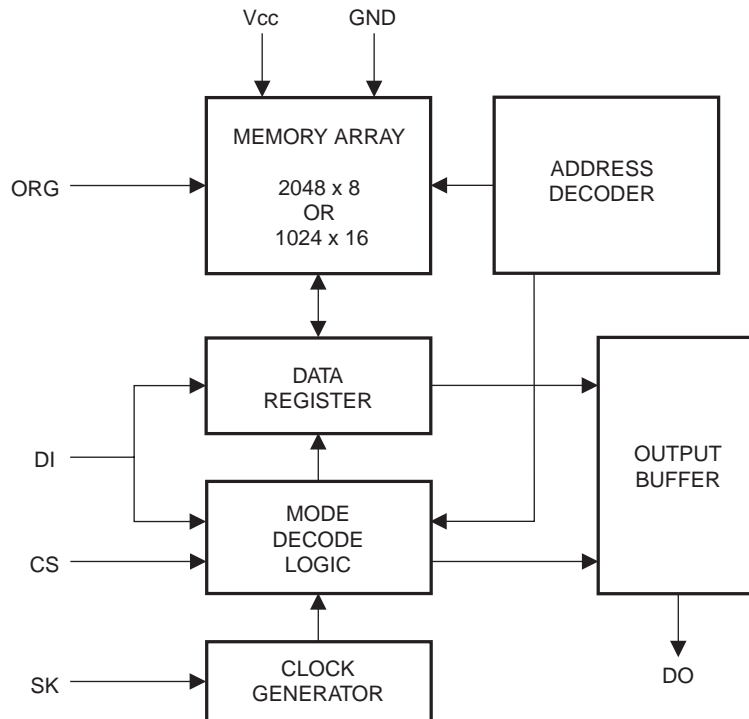 Vcc
GND
MEMORY ARRAY
2048 x 8
OR
1024 x 16
ADDRESS
DECODER
ORG
DATA
REGISTER
DI
OUTPUT
BUFFER
MODE
DECODE
LOGIC
CS
CLOCK
GENERATOR
SK
DO